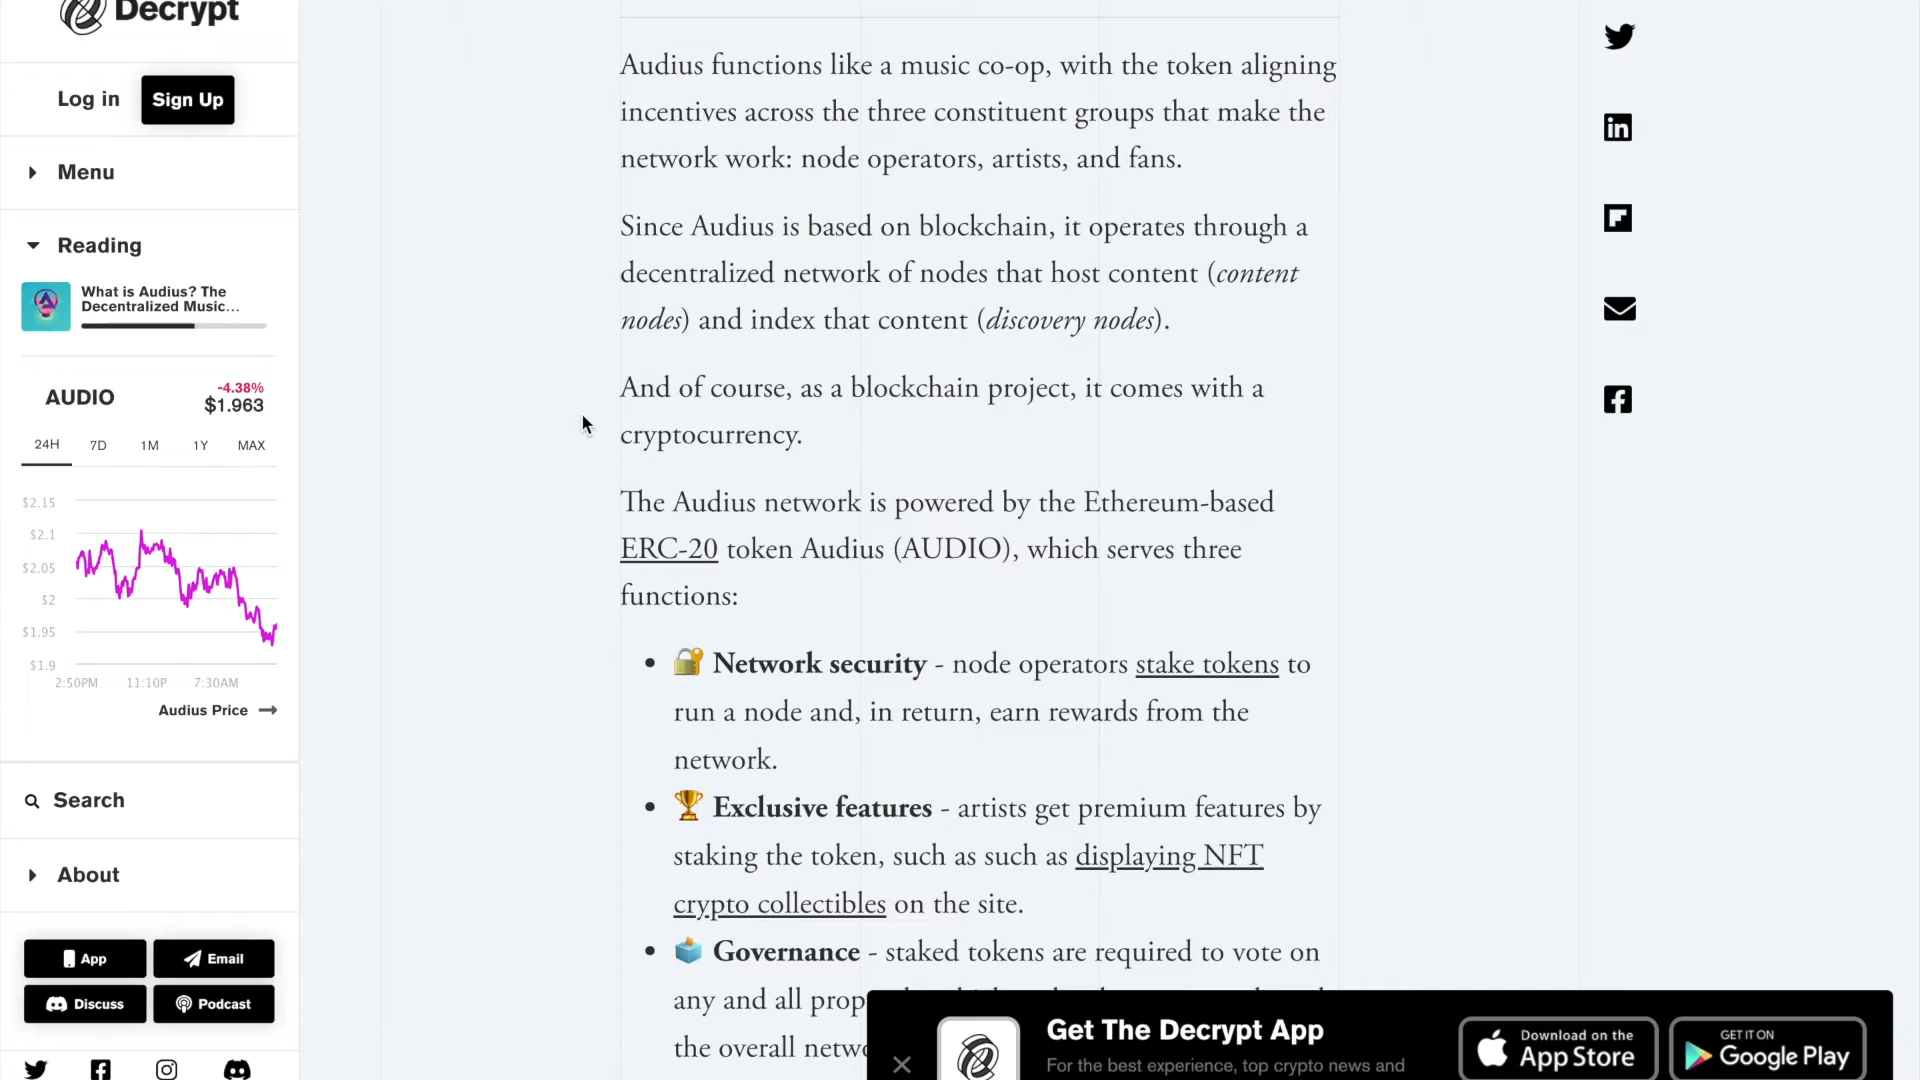 Decrypt
Log in
Sign Up
Menu
Reading
What is Audius? The
Decentralized Music...
AUDIO
-4.38%
$1.963
24H 7D 1M 1Y MAX
$2.15
$2.1
$2.05
$2
$1.95
$1.9
2:50PM 11:10P 7:30AM
Audius Price
Search
About
App
Email
Discuss
Podcast
Audius functions like a music co-op, with the token aligning
incentives across the three constituent groups that make the
network work: node operators, artists, and fans.
Since Audius is based on blockchain, it operates through a
decentralized network of nodes that host content (content
nodes) and index that content (discovery nodes).
And of course, as a blockchain project, it comes with a
cryptocurrency.
The Audius network is powered by the Ethereum-based
ERC-20 token Audius (AUDIO), which serves three
functions:
• 🔐 Network security - node operators stake tokens to
run a node and, in return, earn rewards from the
network.
• 🏆 Exclusive features - artists get premium features by
staking the token, such as such as displaying NFT
crypto collectibles on the site.
• 🗳️ Governance - staked tokens are required to vote on
any and all prop
the overall netw
Get The Decrypt App
For the best experience, top crypto news and
Download on the
App Store
GET IT ON
Google Play